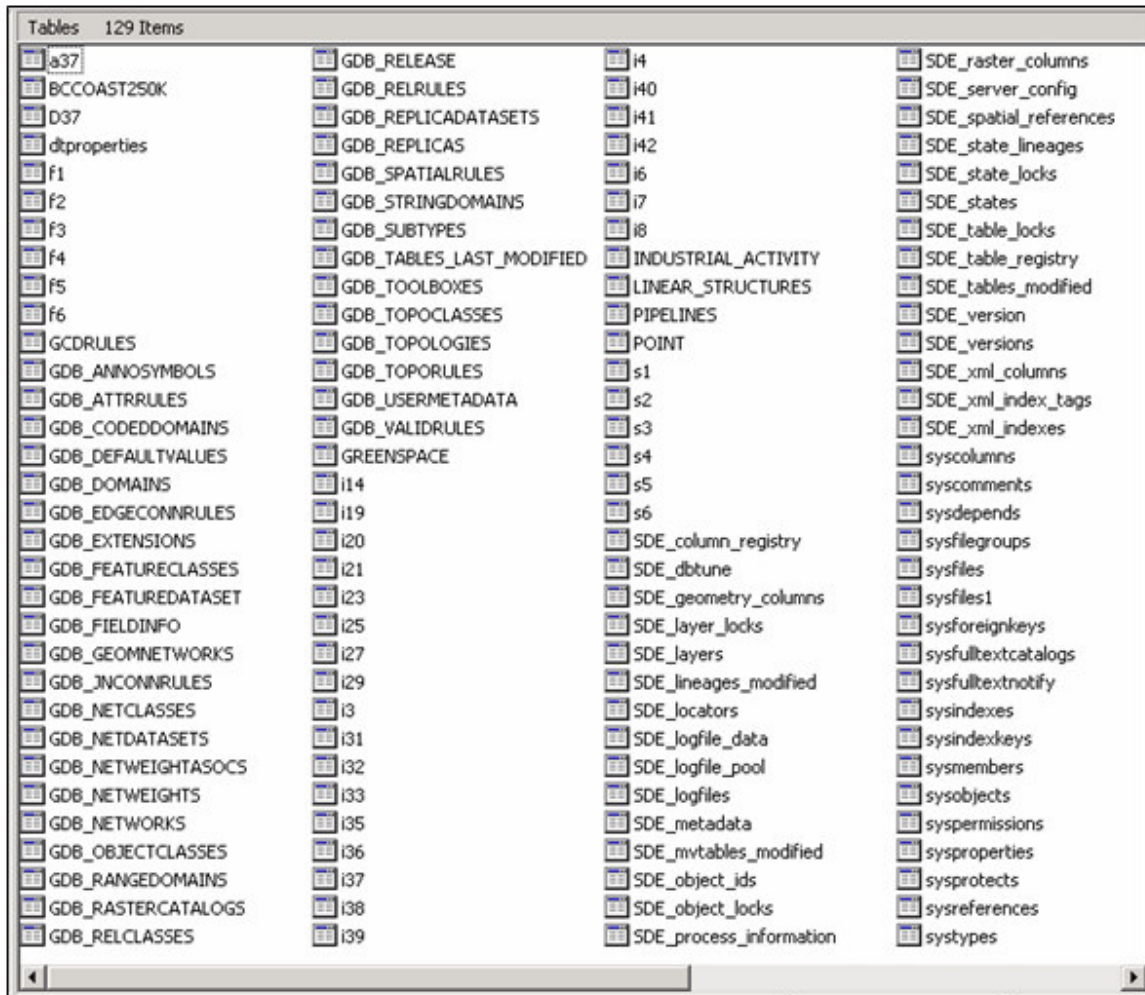 Tables 129 Items
a37
BCCOAST250K
D37
dtproperties
f1
f2
f3
f4
f5
f6
GCDRULES
GDB_ANNOSYMBOLS
GDB_ATTRRULES
GDB_CODEDDOMAINS
GDB_DEFAULTVALUES
GDB_DOMAINS
GDB_EDGECONNRULES
GDB_EXTENSIONS
GDB_FEATURECLASSES
GDB_FEATUREDATASET
GDB_FIELDINFO
GDB_GEOMNETWORKS
GDB_JNCONNRULES
GDB_NETCLASSES
GDB_NETDATASETS
GDB_NETWEIGHTASOCS
GDB_NETWEIGHTS
GDB_NETWORKS
GDB_OBJECTCLASSES
GDB_RANGEDOMAINS
GDB_RASTERCATALOGS
GDB_RELCLASSES
GDB_RELEASE
GDB_RELRULES
GDB_REPLICADATASETS
GDB_REPLICAS
GDB_SPATIALRULES
GDB_STRINGDOMAINS
GDB_SUBTYPES
GDB_TABLES_LAST_MODIFIED
GDB_TOOLBOXES
GDB_TOPOCLASSES
GDB_TOPOLOGIES
GDB_TOPORULES
GDB_USERMETADATA
GDB_VALIDRULES
GREENSPACE
i14
i19
i20
i21
i23
i25
i27
i29
i3
i31
i32
i33
i35
i36
i37
i38
i39
i4
i40
i41
i42
i6
i7
i8
INDUSTRIAL_ACTIVITY
LINEAR_STRUCTURES
PIPELINES
POINT
s1
s2
s3
s4
s5
s6
SDE_column_registry
SDE_dbtune
SDE_geometry_columns
SDE_layer_locks
SDE_layers
SDE_lineages_modified
SDE_locators
SDE_logfile_data
SDE_logfile_pool
SDE_logfiles
SDE_metadata
SDE_mvtables_modified
SDE_object_ids
SDE_object_locks
SDE_process_information
SDE_raster_columns
SDE_server_config
SDE_spatial_references
SDE_state_lineages
SDE_state_locks
SDE_states
SDE_table_locks
SDE_table_registry
SDE_tables_modified
SDE_version
SDE_versions
SDE_xml_columns
SDE_xml_index_tags
SDE_xml_indexes
syscolumns
syscomments
sysdepends
sysfilegroups
sysfiles
sysfiles1
sysforeignkeys
sysfulltextcatalogs
sysfulltextnotify
sysindexes
sysindexkeys
sysmembers
sysobjects
syspermissions
sysproperties
sysprotects
sysreferences
systypes